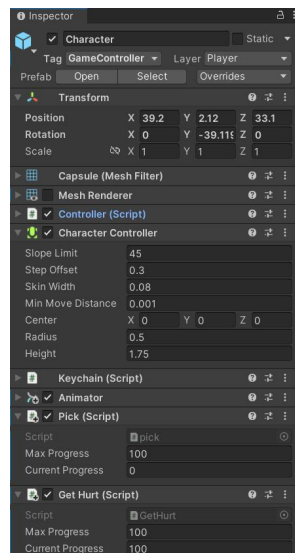 Inspector
Character Static
Tag GameController Layer Player
Prefab Open Select Overrides
Transform
Position X 39.2 Y 2.12 Z 33.1
Rotation X 0 Y -39.119 Z 0
Scale X 1 Y 1 Z 1
Capsule (Mesh Filter)
Mesh Renderer
# Controller (Script)
Character Controller
Slope Limit 45
Step Offset 0.3
Skin Width 0.08
Min Move Distance 0.001
Center X 0 Y 0 Z 0
Radius 0.5
Height 1.75
# Keychain (Script)
Animator
Pick (Script)
Script pick
Max Progress 100
Current Progress 0
Get Hurt (Script)
Script GetHurt
Max Progress 100
Current Progress 100